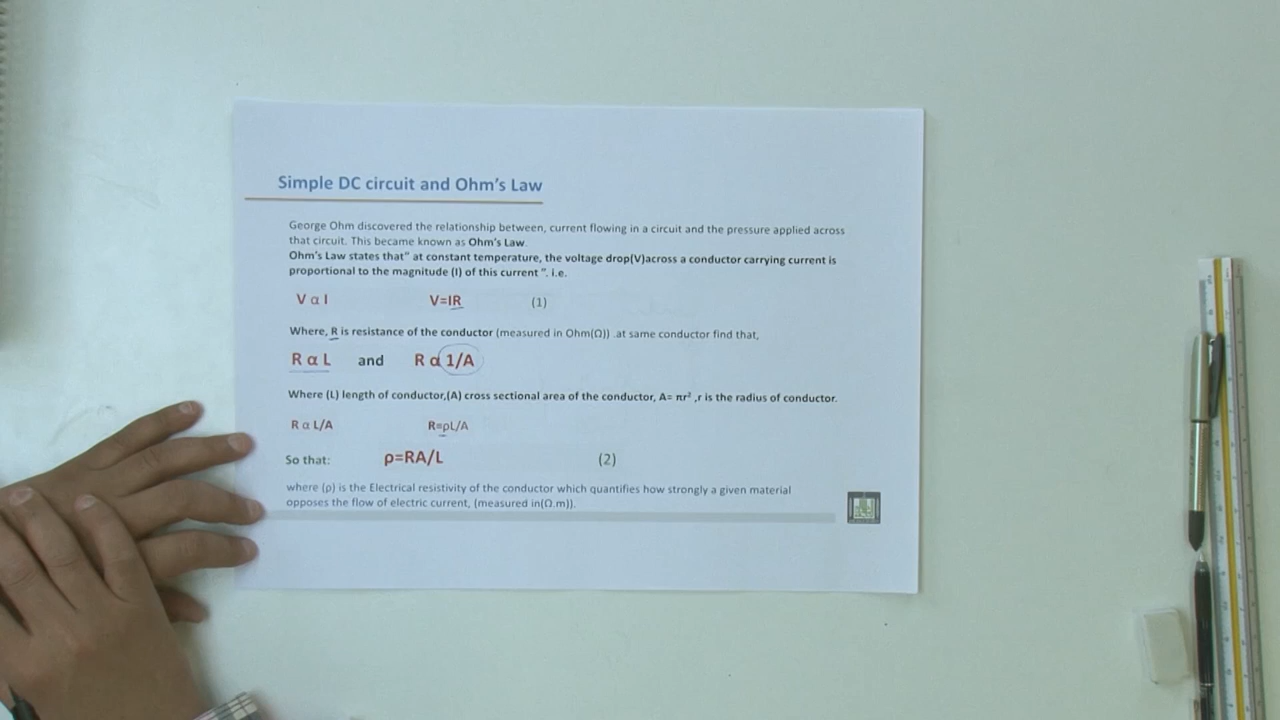 Simple DC circuit and Ohm's Law
George Ohm discovered the relationship between, current flowing in a circuit and the pressure applied across
that circuit. This became known as Ohm's Law.
Ohm's Law states that" at constant temperature, the voltage drop(V)across a conductor carrying current is
proportional to the magnitude (I) of this current ". i.e.
V α I V=IR (1)
Where, R is resistance of the conductor (measured in Ohm(Ω)) .at same conductor find that,
R α L and R α 1/A
Where (L) length of conductor,(A) cross sectional area of the conductor, A= πr² ,r is the radius of conductor.
R α L/A R=ρL/A
So that: ρ=RA/L (2)
where (ρ) is the Electrical resistivity of the conductor which quantifies how strongly a given material
opposes the flow of electric current, (measured in(Ω.m)).